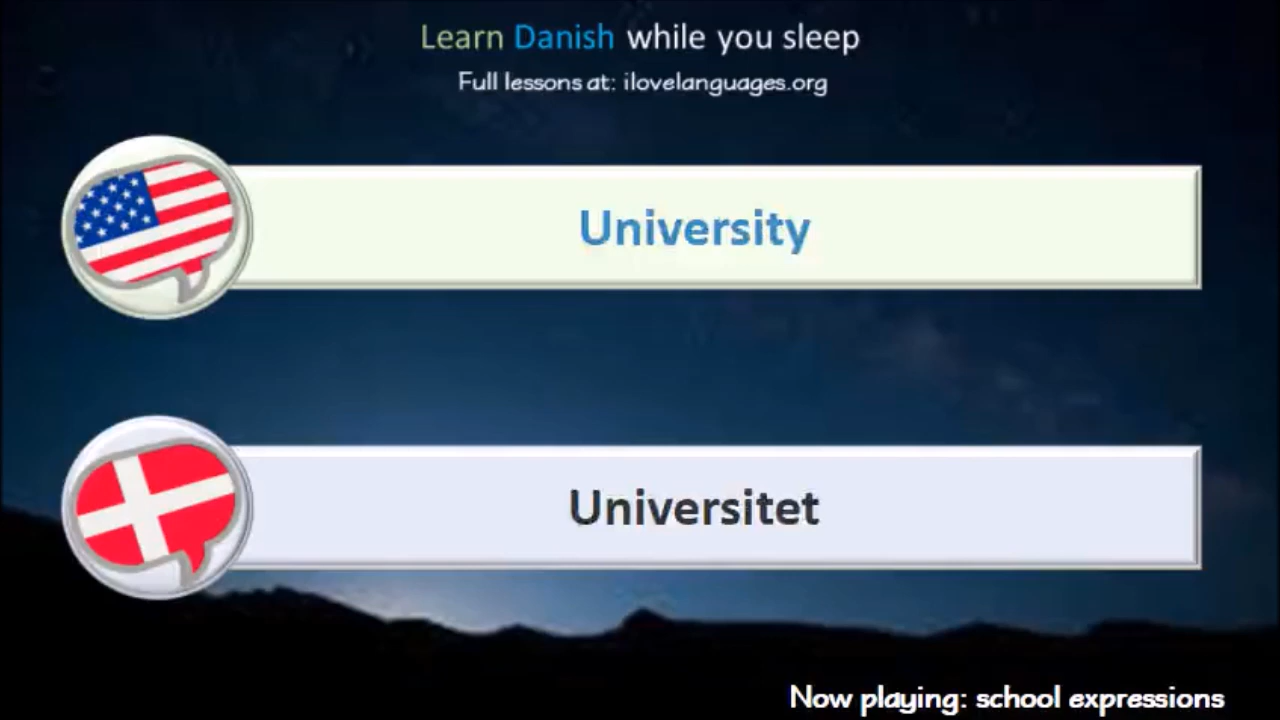 Learn Danish while you sleep
Full lessons at: ilovelanguages.org
University
Universitet
Now playing: school expressions